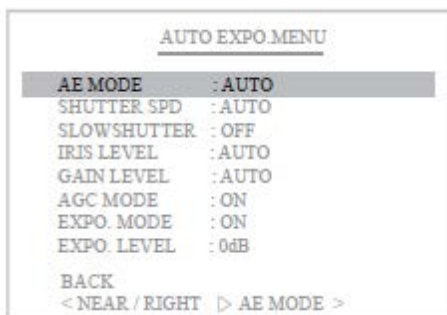 AUTO EXPO.MENU
AE MODE : AUTO
SHUTTER SPD : AUTO
SLOWSHUTTER : OFF
IRIS LEVEL : AUTO
GAIN LEVEL : AUTO
AGC MODE : ON
EXPO. MODE : ON
EXPO. LEVEL : 0dB
BACK
< NEAR / RIGHT ▷ AE MODE >